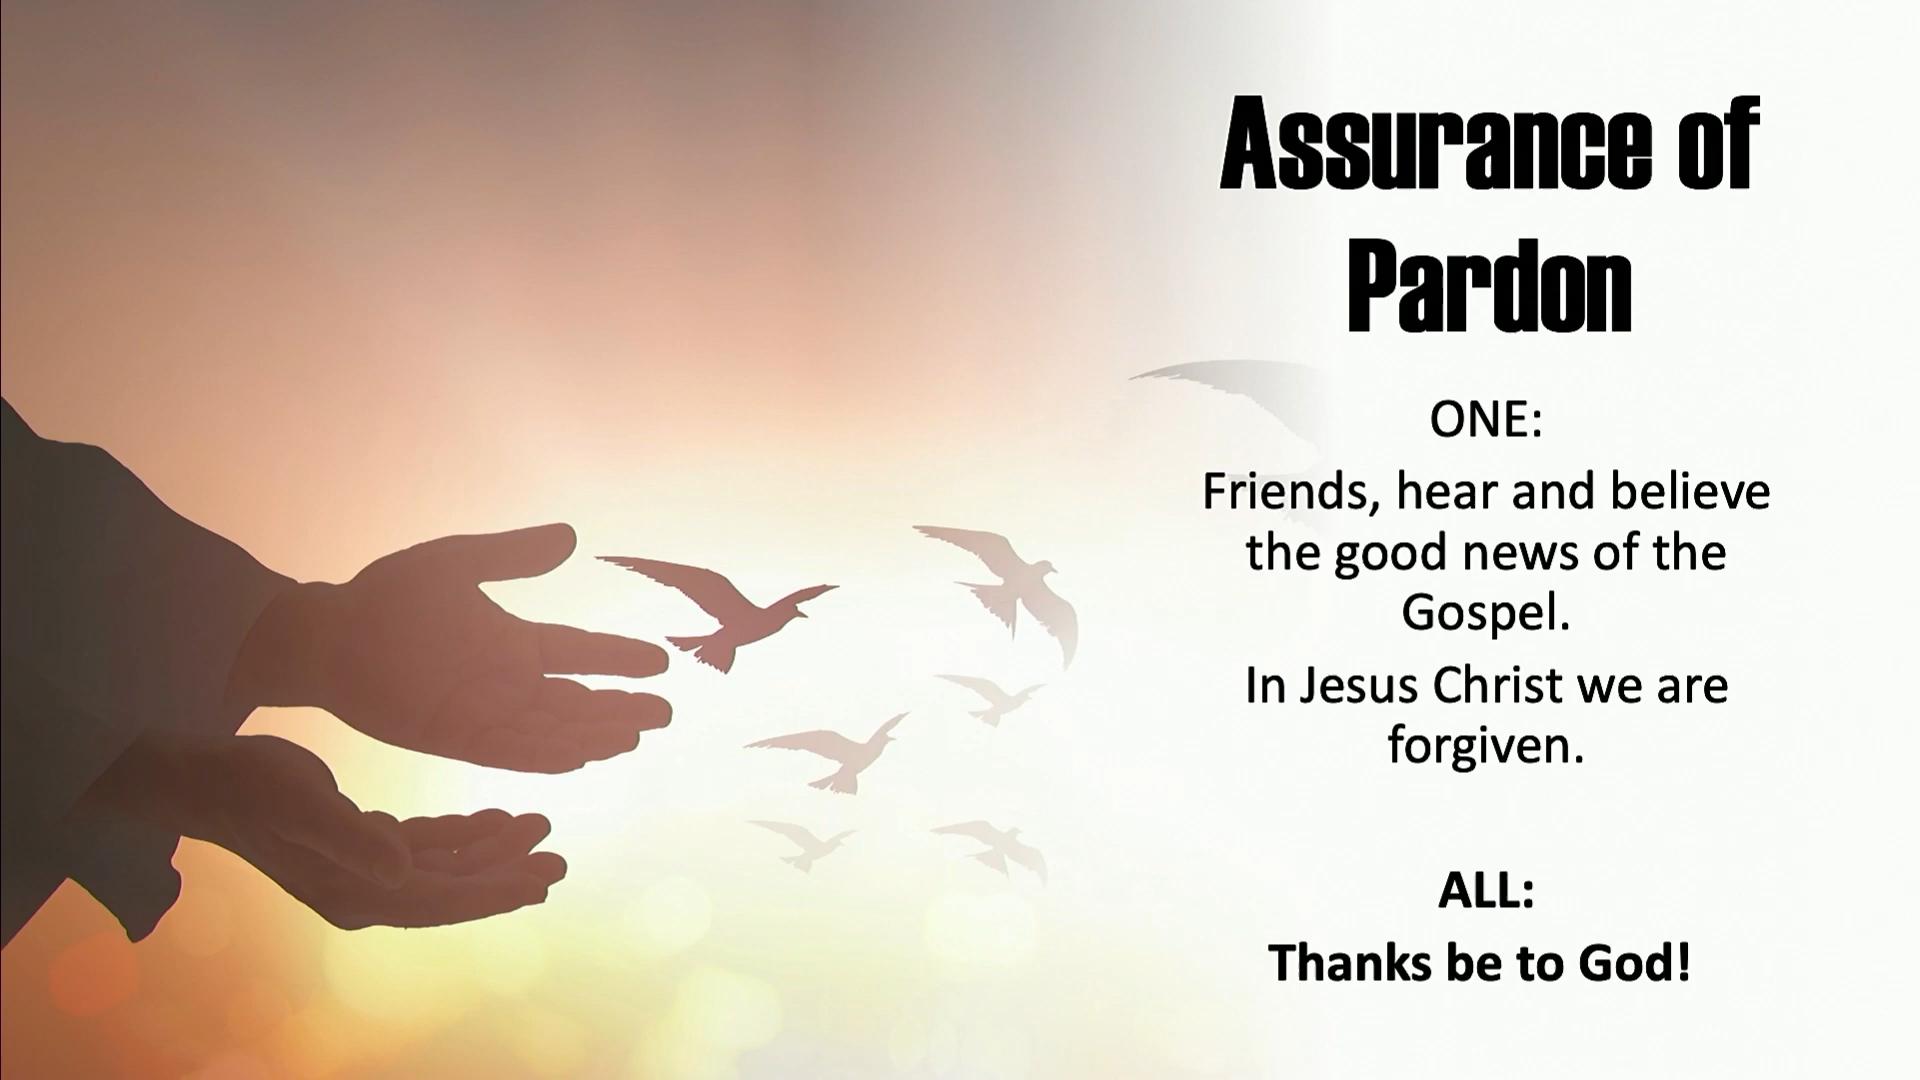 Assurance of
Pardon
ONE:
Friends, hear and believe
the good news of the
Gospel.
In Jesus Christ we are
forgiven.
ALL:
Thanks be to God!